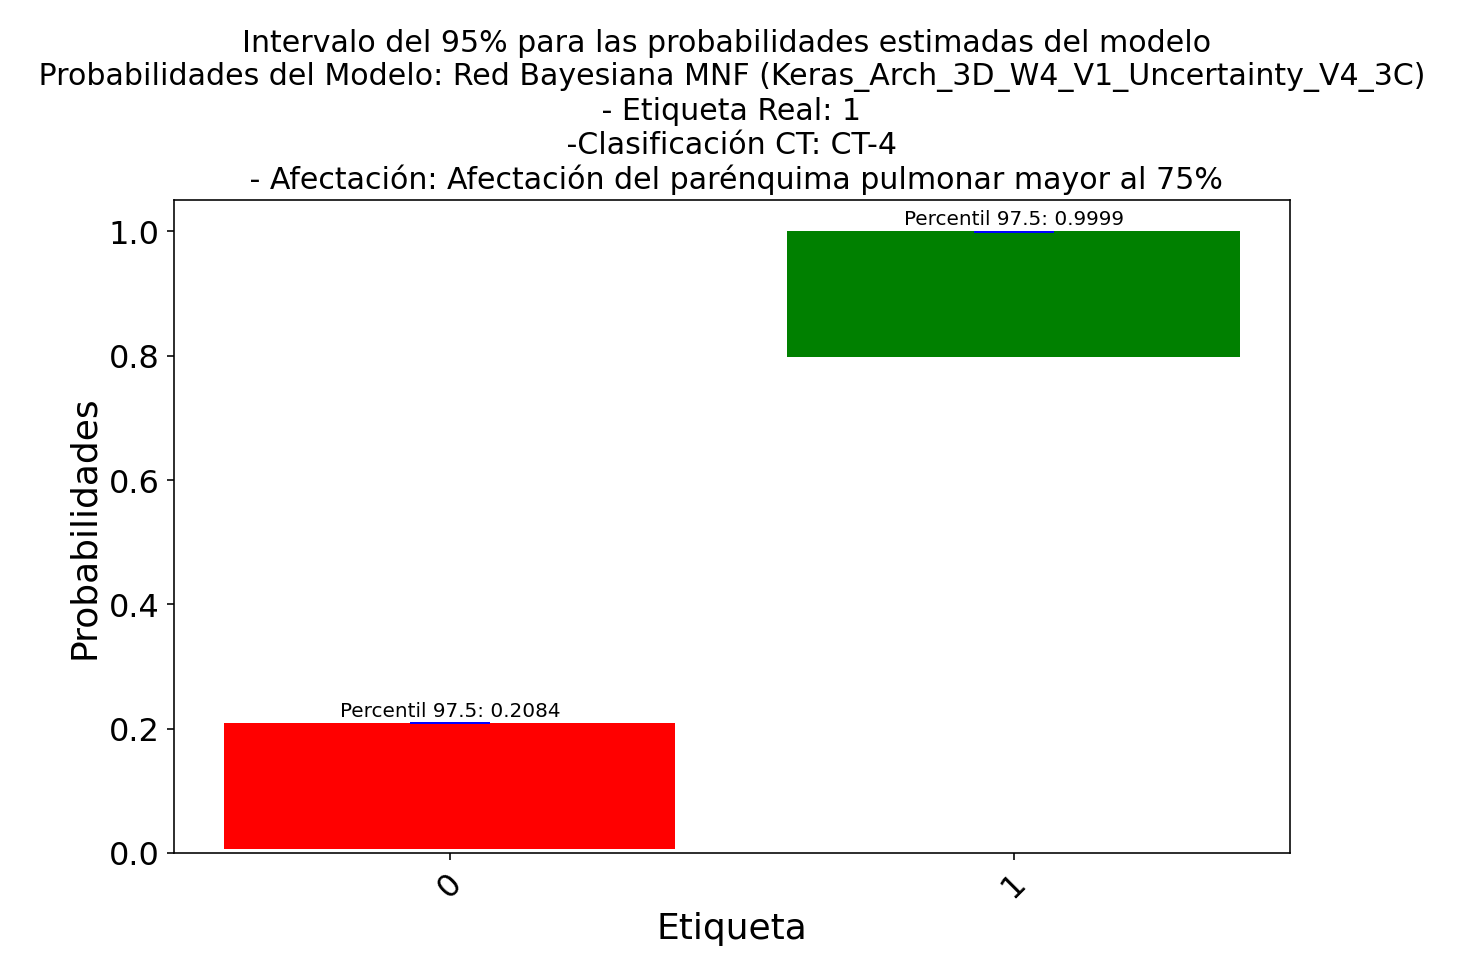 Intervalo del 95% para las probabilidades estimadas del modelo
Probabilidades del Modelo: Red Bayesiana MNF (Keras_Arch_3D_W4_V1_Uncertainty_V4_3C)
- Etiqueta Real: 1
-Clasificación CT: CT-4
- Afectación: Afectación del parénquima pulmonar mayor al 75%
Percentil 97.5: 0.9999
1.0
0.8
0.6
0.4
Percentil 97.5: 0.2084
0.2
0.0
Probabilidades
0
1
Etiqueta